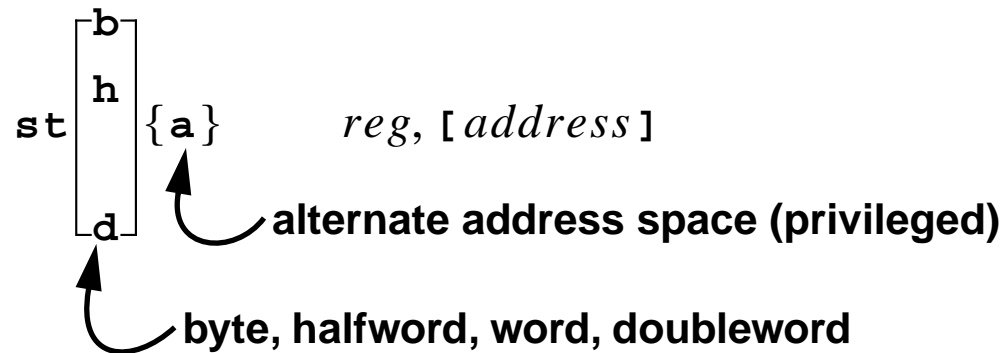 b
h
st {a} reg, [address]
d
alternate address space (privileged)
byte, halfword, word, doubleword